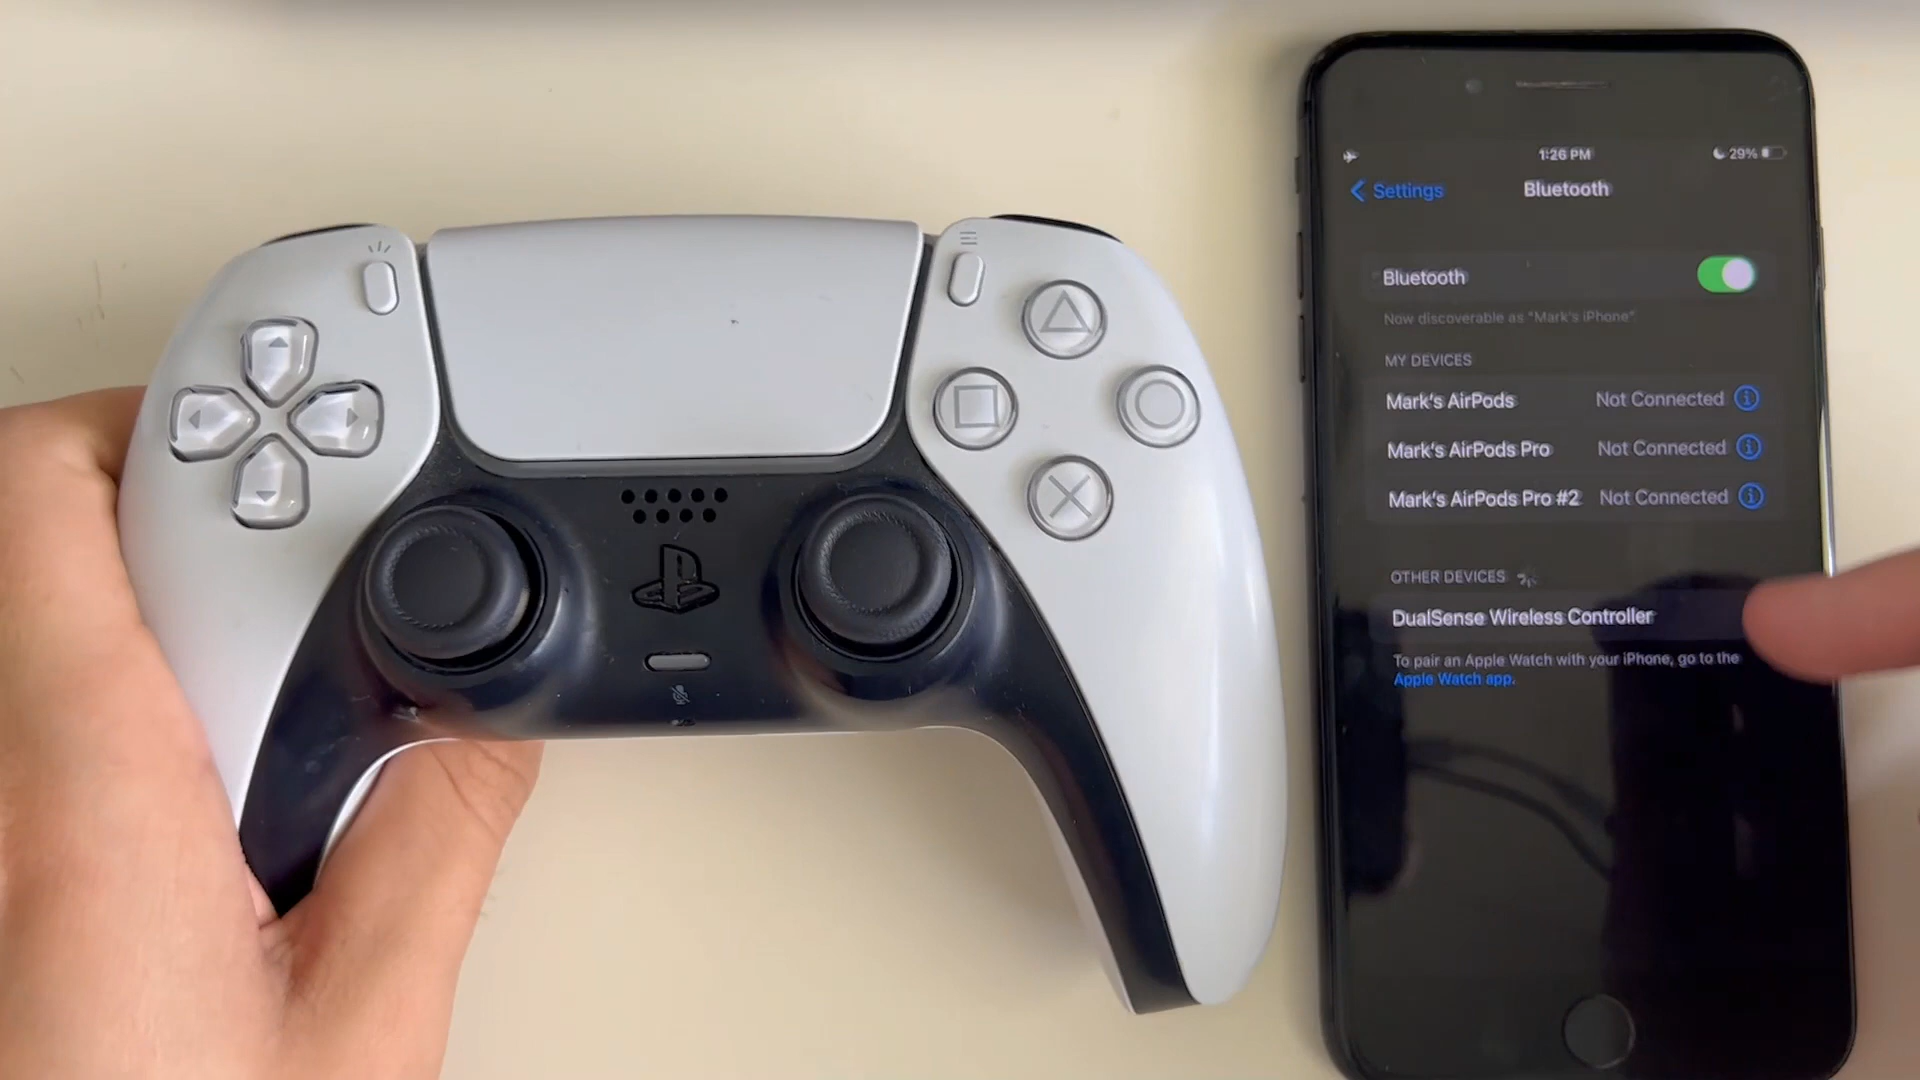 1:26 PM
29%
Settings
Bluetooth
Bluetooth
Now discoverable as "Mark's iPhone"
MY DEVICES
Mark's AirPods Not Connected
Mark's AirPods Pro Not Connected
Mark's AirPods Pro #2 Not Connected
OTHER DEVICES
DualSense Wireless Controller
To pair an Apple Watch with your iPhone, go to the
Apple Watch app.